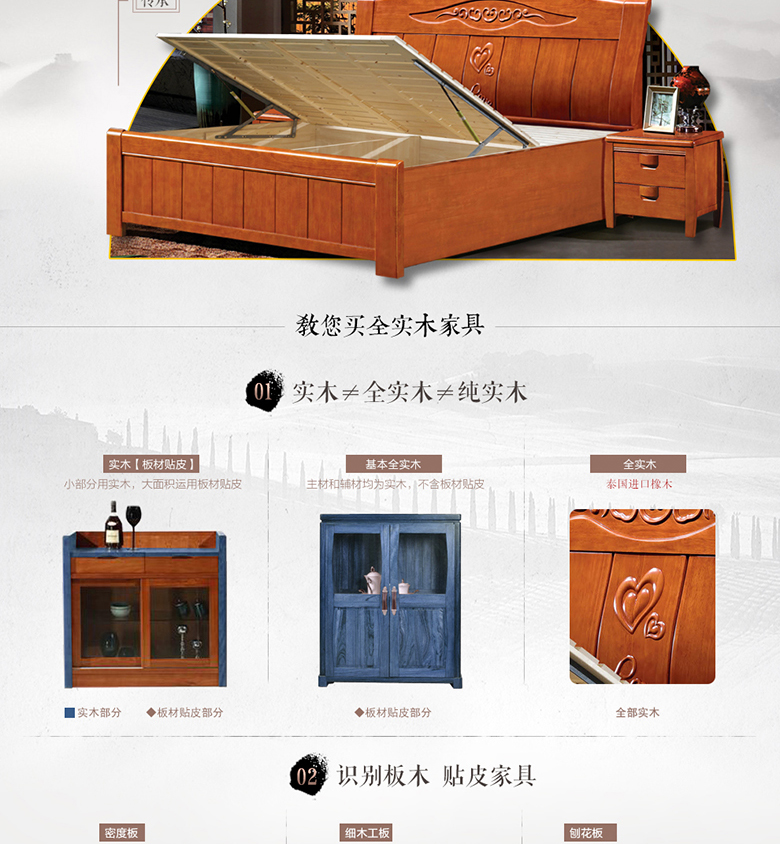 传承
教您买全实木家具
01 实木≠全实木≠纯实木
实木【板材贴皮】
小部分用实木，大面积运用板材贴皮
基本全实木
主材和辅材均为实木，不含板材贴皮
全实木
泰国进口橡木
■实木部分 ◆板材贴皮部分
◆板材贴皮部分
全部实木
02 识别板木 贴皮家具
密度板
细木工板
刨花板